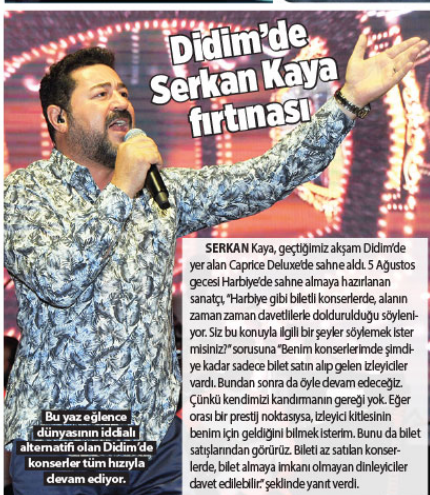 Didim'de
Serkan Kaya
fırtınası
SERKAN Kaya, geçtiğimiz akşam Didim'de
yer alan Caprice Deluxe'de sahne aldı. 5 Ağustos
gecesi Harbiye'de sahne almaya hazırlanan
sanatçı, "Harbiye gibi biletli konserlerde, alanın
zaman zaman davetlilerle doldurulduğu söyleni-
yor. Siz bu konuyla ilgili bir şeyler söylemek ister
misiniz?" sorusuna "Benim konserlerimde şimdi-
ye kadar sadece bilet satın alıp gelen izleyiciler
vardı. Bundan sonra da öyle devam edeceğiz.
Çünkü kendimizi kandırmanın gereği yok. Eğer
orası bir prestij noktasıysa, izleyici kitlesinin
benim için geldiğini bilmek isterim. Bunu da bilet
satışlarından görürüz. Bileti az satılan konser-
lerde, bilet almaya imkanı olmayan dinleyiciler
davet edilebilir." şeklinde yanıt verdi.
Bu yaz eğlence
dünyasının iddialı
alternatifi olan Didim'de
konserler tüm hızıyla
devam ediyor.